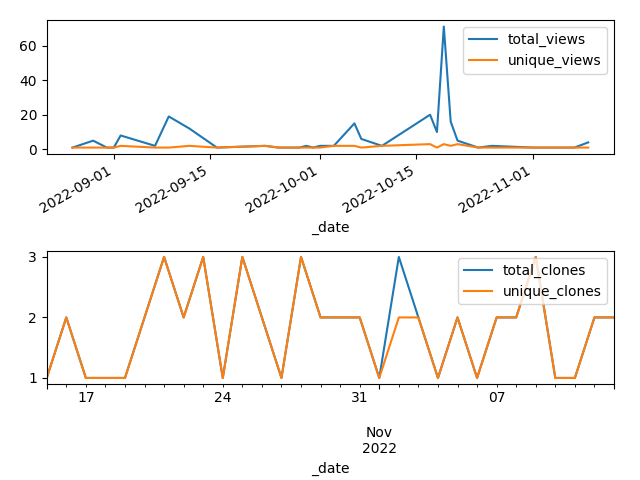 60
40
20
0
total_views
unique_views
2022-09-01
2022-09-15
2022-10-01
2022-10-15
2022-11-01
_date
3
2
1
total_clones
unique_clones
17
24
31
07
Nov
2022
_date